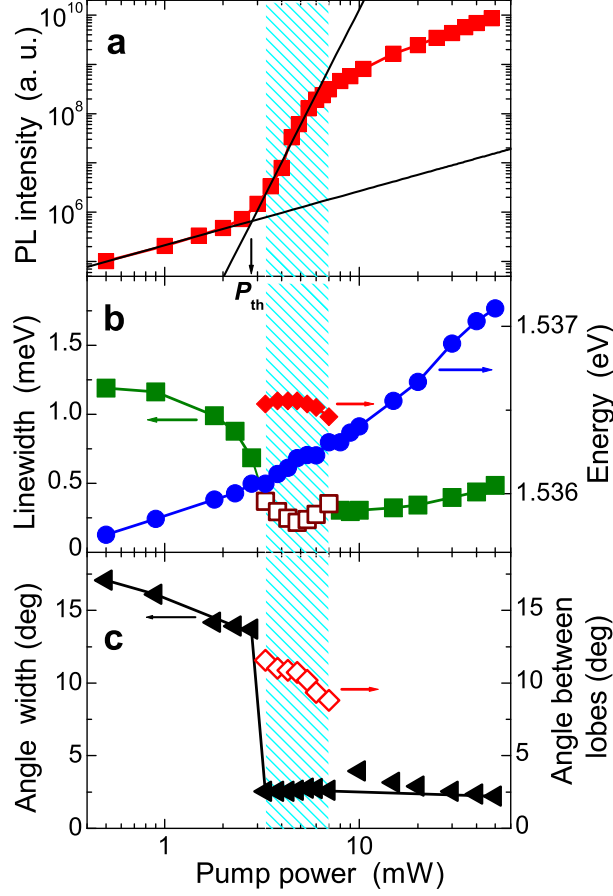 a
PL intensity (a. u.)
10^10
10^8
10^6
P_th
b
Linewidth (meV)
1.5
1.0
0.5
0
1.537
1.536
Energy (eV)
c
Angle width (deg)
15
10
5
0
15
10
5
0
Angle between
lobes (deg)
1
10
Pump power (mW)